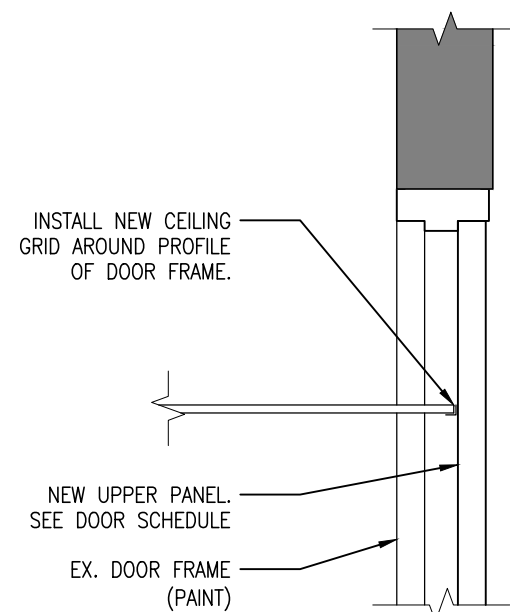 INSTALL NEW CEILING
GRID AROUND PROFILE
OF DOOR FRAME.
NEW UPPER PANEL.
SEE DOOR SCHEDULE
EX. DOOR FRAME
(PAINT)